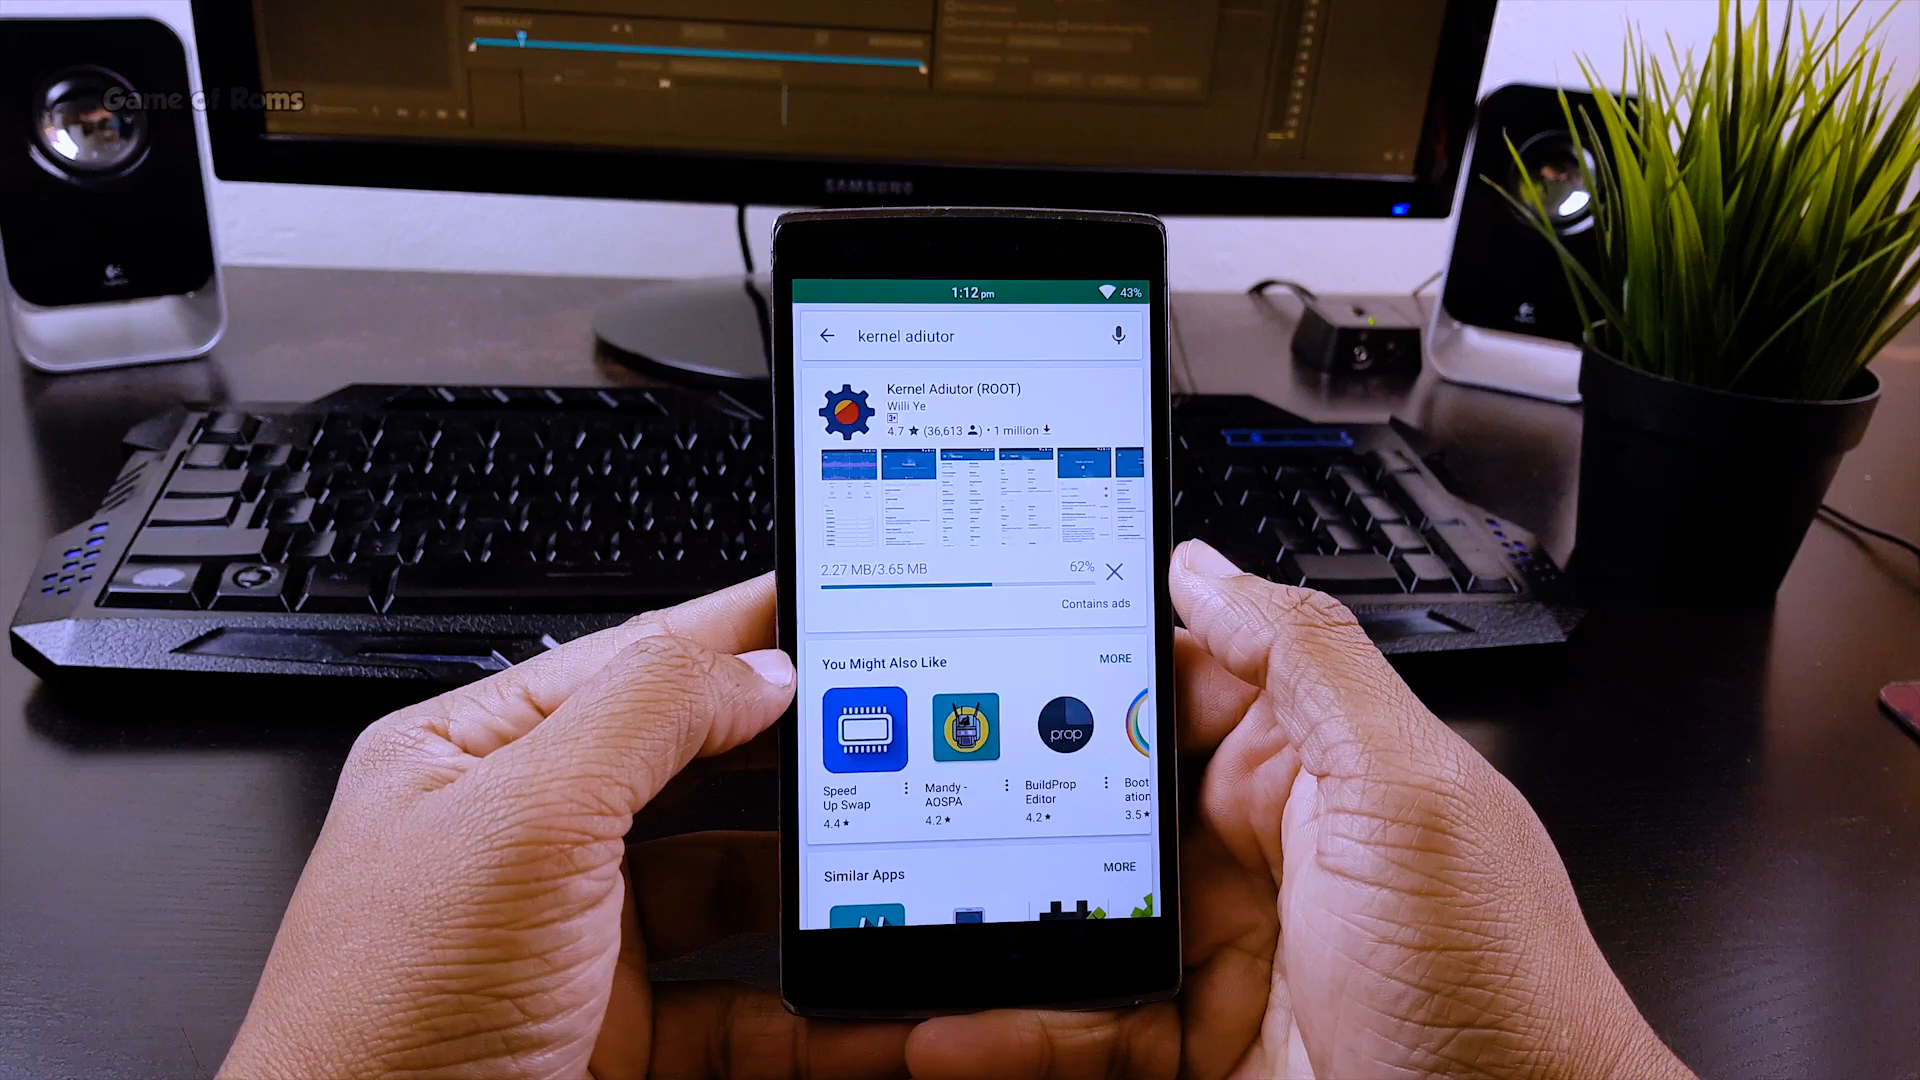 Game of Roms
SAMSUNG
1:12 pm
43%
kernel adiutor
Kernel Adiutor (ROOT)
Willi Ye
3+
4.7 ★ (36,613 ) • 1 million
2.27 MB/3.65 MB
62%
Contains ads
You Might Also Like
MORE
Speed
Up Swap
4.4★
Mandy -
AOSPA
4.2★
prop
BuildProp
Editor
4.2★
Boot
ation
3.5★
Similar Apps
MORE